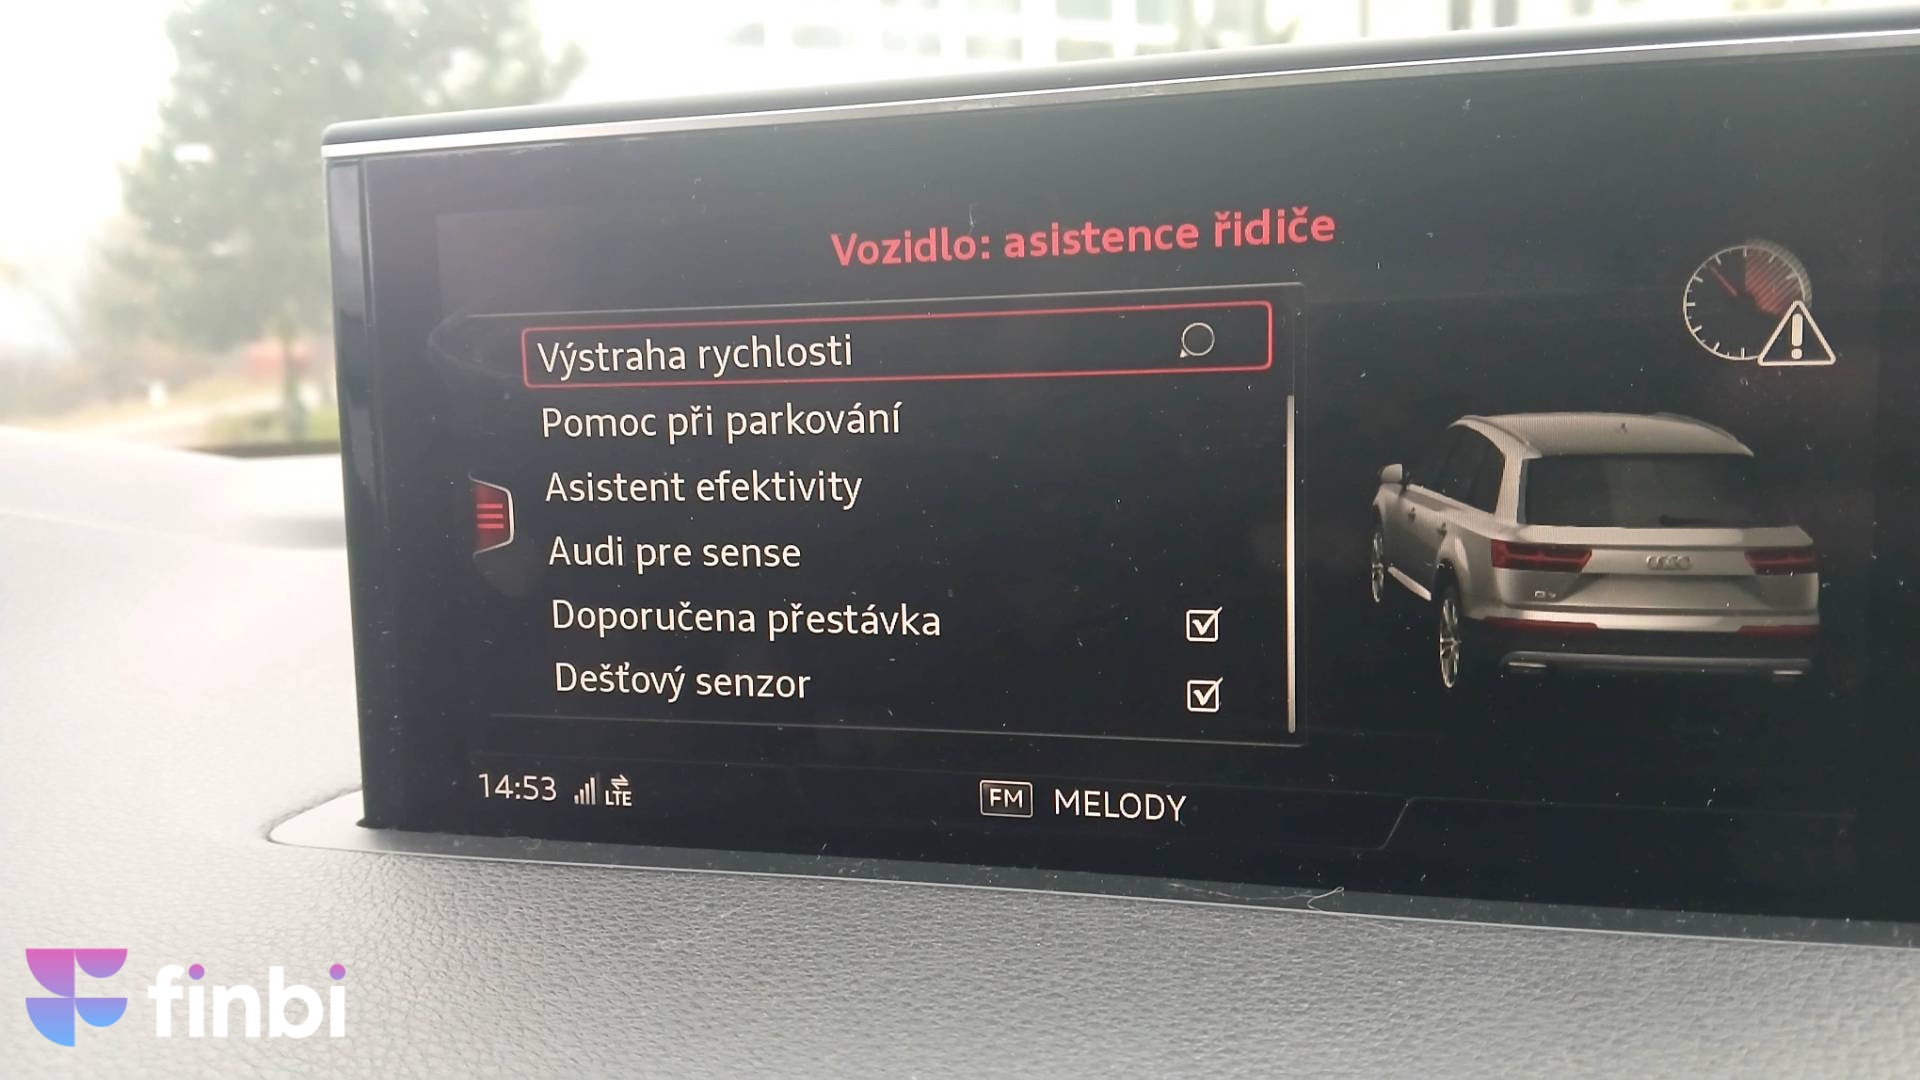 Vozidlo: asistence řidiče
Výstraha rychlosti
Pomoc při parkování
Asistent efektivity
Audi pre sense
Doporučena přestávka
Dešťový senzor
14:53 LTE
FM MELODY
finbi